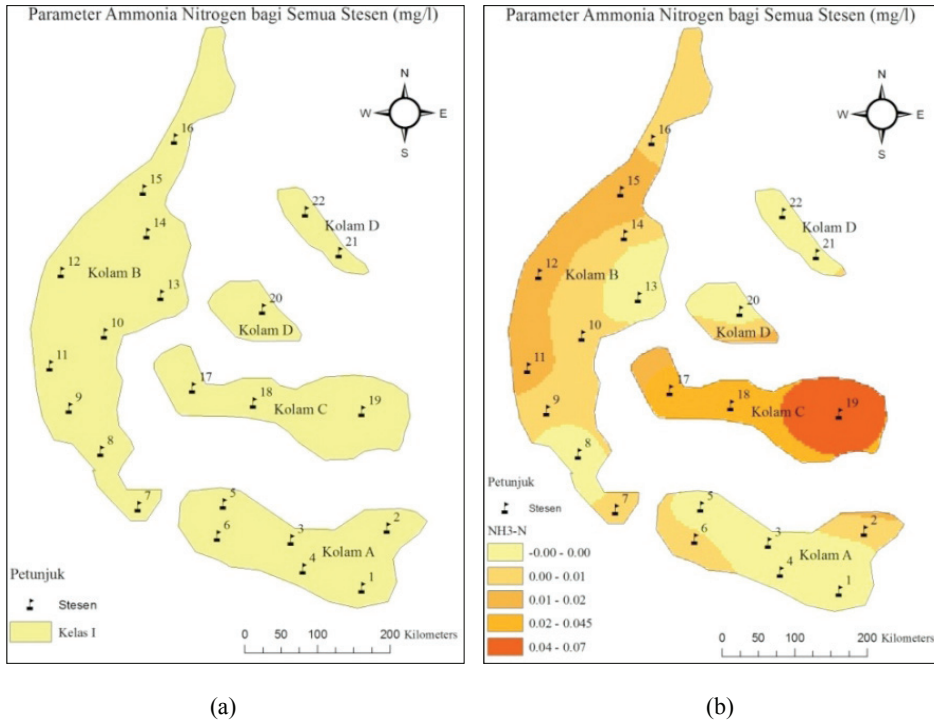 Parameter Ammonia Nitrogen bagi Semua Stesen (mg/l)
N
W E
S
16
15
14
22
Kolam D
21
12
Kolam B
13
20
10
Kolam D
11
17
18
19
9
Kolam C
8
7
5
2
6
3
Kolam A
4
1
Petunjuk
Stesen
Kelas I
0 50 100 200 Kilometers
(a)
Parameter Ammonia Nitrogen bagi Semua Stesen (mg/l)
N
W E
S
16
15
14
22
Kolam D
21
12
Kolam B
13
20
10
Kolam D
11
17
18
19
9
Kolam C
8
7
5
2
6
3
Kolam A
4
1
Petunjuk
Stesen
NH3-N
-0.00 - 0.00
0.00 - 0.01
0.01 - 0.02
0.02 - 0.045
0.04 - 0.07
0 50 100 200 Kilometers
(b)